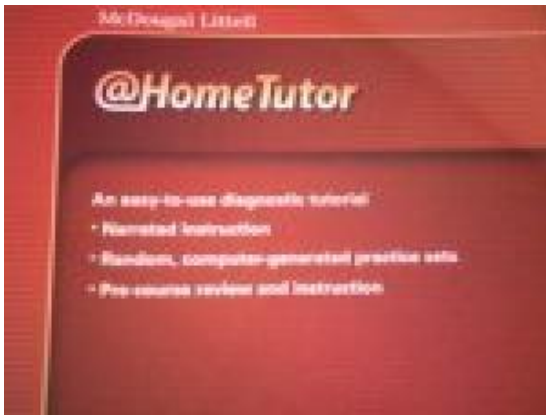 McDougal Littell
@HomeTutor
An easy-to-use diagnostic tutorial
• Narrated instruction
• Random, computer-generated practice sets
• Pre-course review and instruction